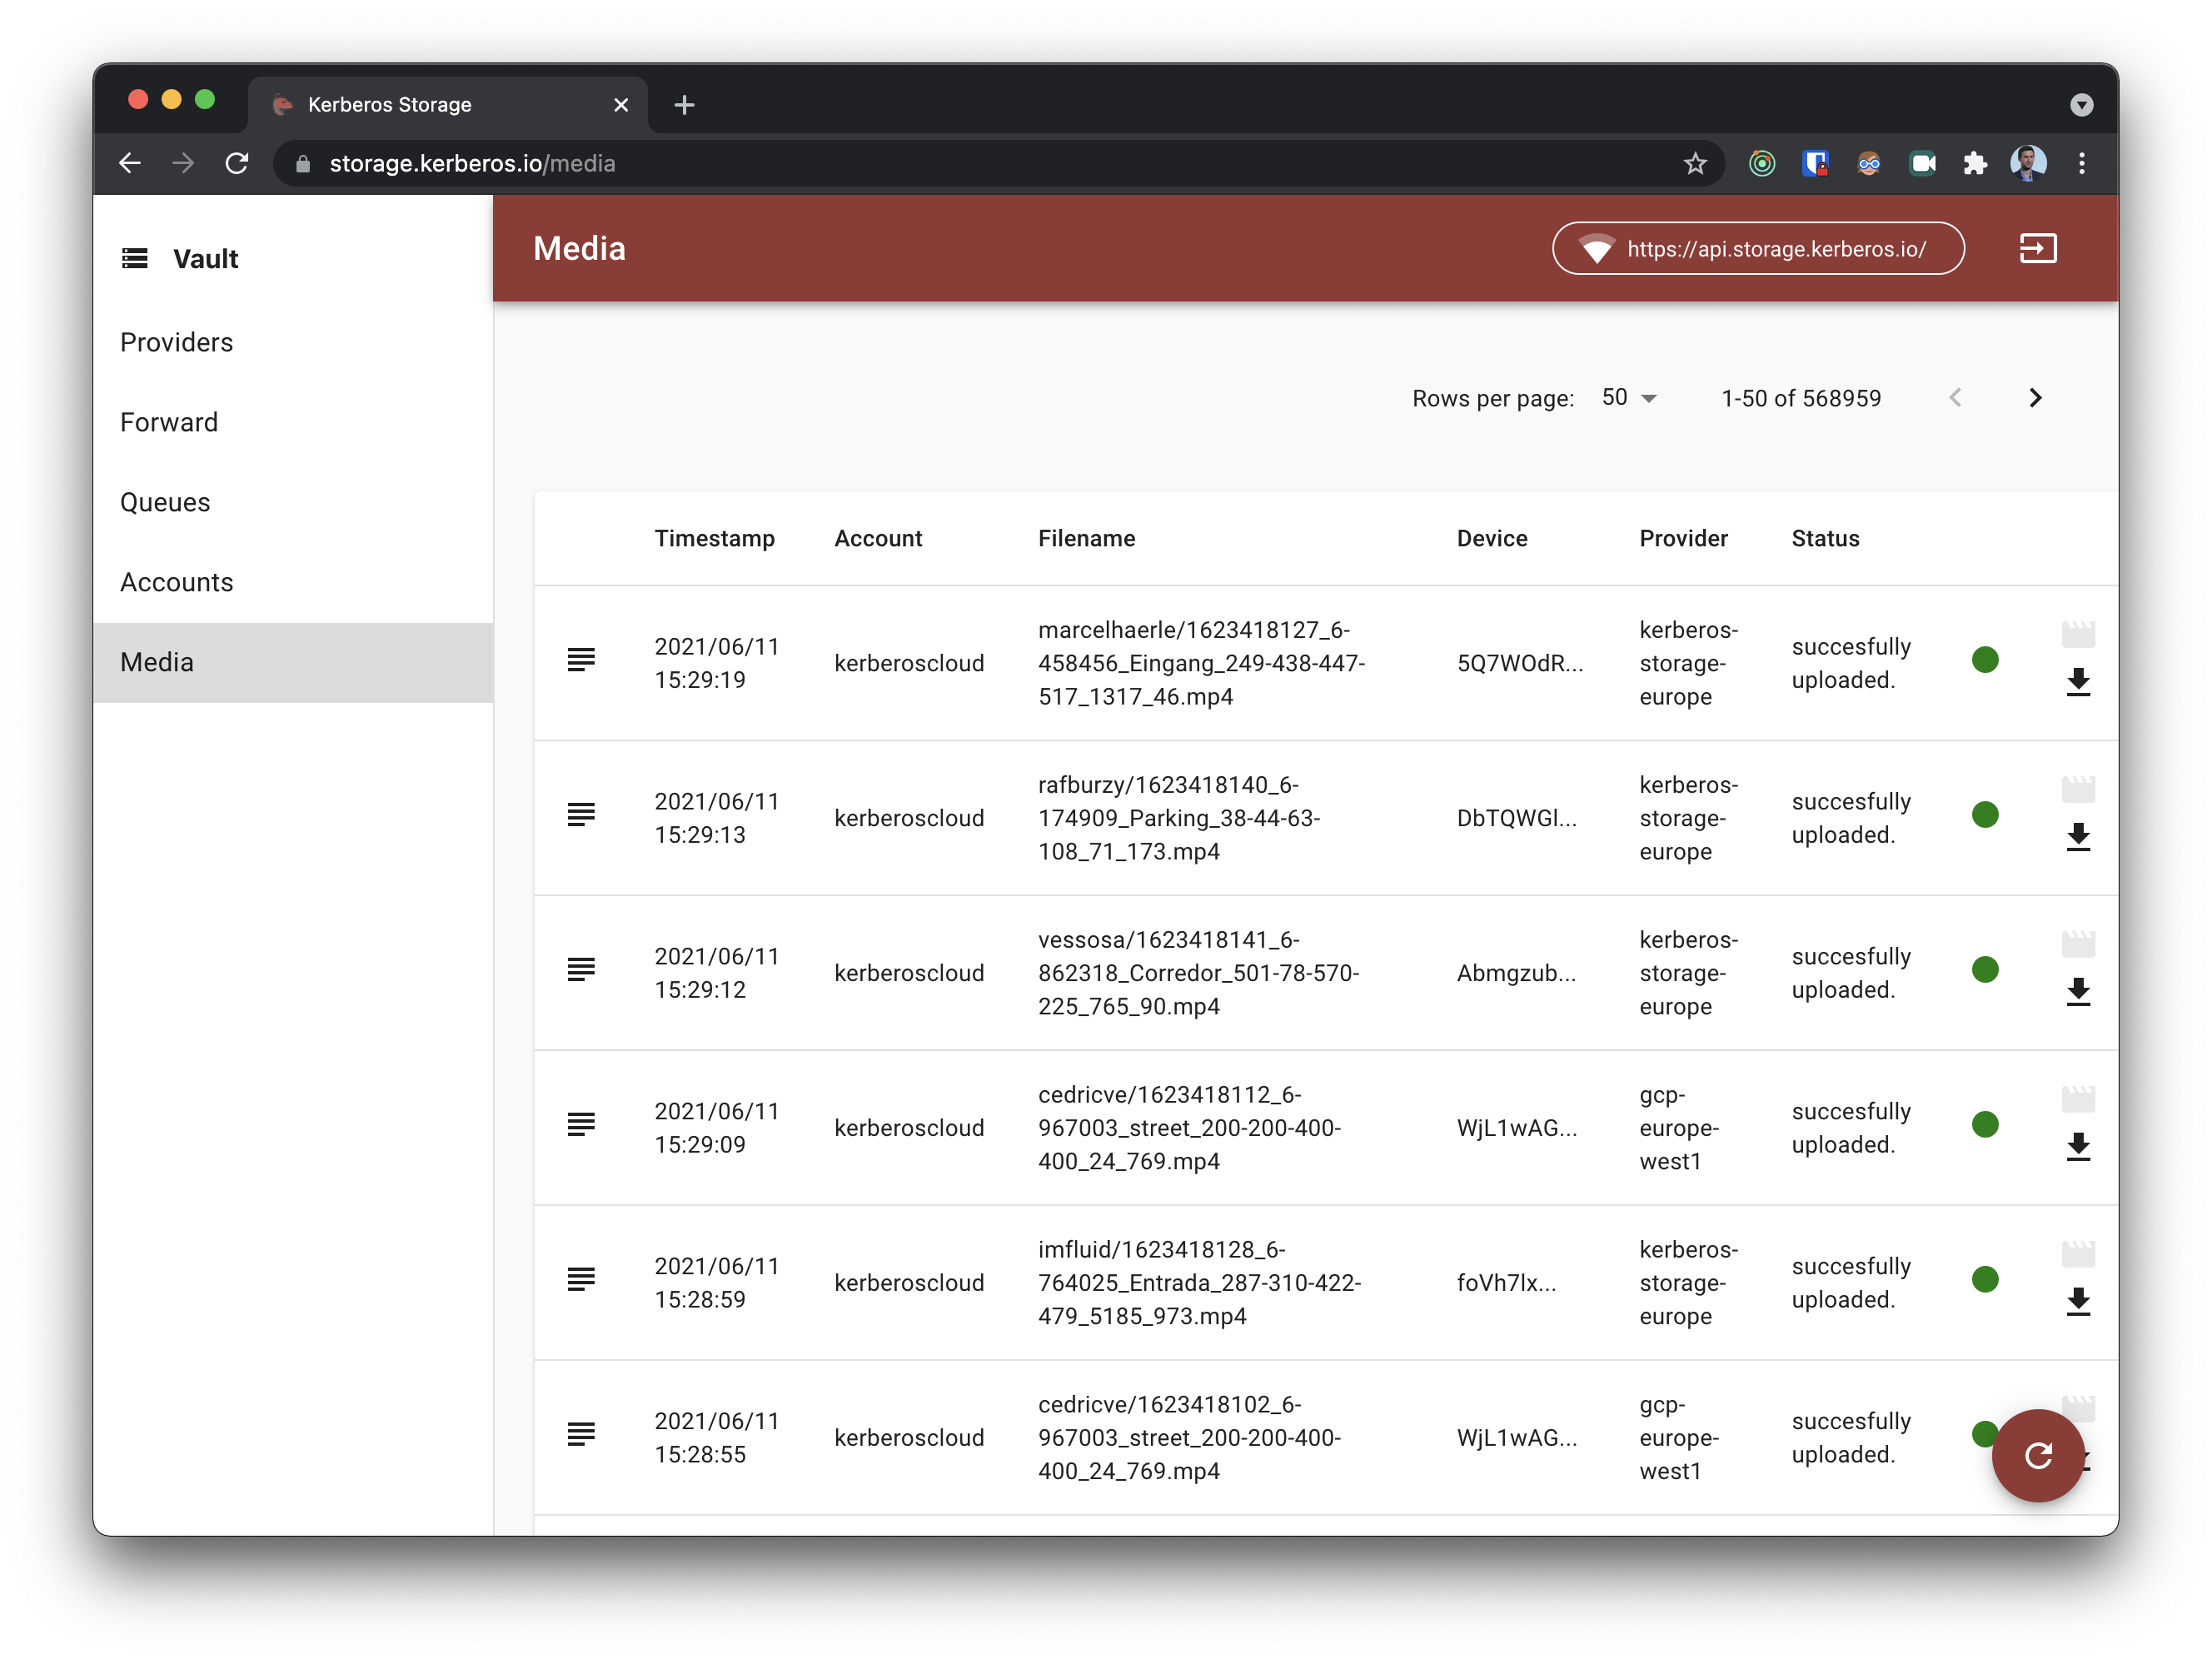 Kerberos Storage
storage.kerberos.io/media
Vault
Providers
Forward
Queues
Accounts
Media
Media
https://api.storage.kerberos.io/
Rows per page: 50 1-50 of 568959
Timestamp Account Filename Device Provider Status
2021/06/11
15:29:19
kerberoscloud
marcelhaerle/1623418127_6-
458456_Eingang_249-438-447-
517_1317_46.mp4
5Q7WOdR...
kerberos-
storage-
europe
succesfully
uploaded.
2021/06/11
15:29:13
kerberoscloud
rafburzy/1623418140_6-
174909_Parking_38-44-63-
108_71_173.mp4
DbTQWGl...
kerberos-
storage-
europe
succesfully
uploaded.
2021/06/11
15:29:12
kerberoscloud
vessosa/1623418141_6-
862318_Corredor_501-78-570-
225_765_90.mp4
Abmgzub...
kerberos-
storage-
europe
succesfully
uploaded.
2021/06/11
15:29:09
kerberoscloud
cedricve/1623418112_6-
967003_street_200-200-400-
400_24_769.mp4
WjL1wAG...
gcp-
europe-
west1
succesfully
uploaded.
2021/06/11
15:28:59
kerberoscloud
imfluid/1623418128_6-
764025_Entrada_287-310-422-
479_5185_973.mp4
foVh7lx...
kerberos-
storage-
europe
succesfully
uploaded.
2021/06/11
15:28:55
kerberoscloud
cedricve/1623418102_6-
967003_street_200-200-400-
400_24_769.mp4
WjL1wAG...
gcp-
europe-
west1
succesfully
uploaded.